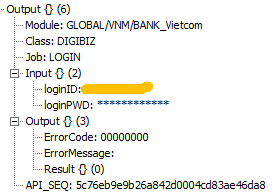 Output {} (6)
Module: GLOBAL/VNM/BANK_Vietcom
Class: DIGIBIZ
Job: LOGIN
Input {} (2)
loginID:
loginPWD: ************
Output {} (3)
ErrorCode: 00000000
ErrorMessage:
Result {} (0)
API_SEQ: 5c76eb9e9b26a842d0004cd83ae46da8